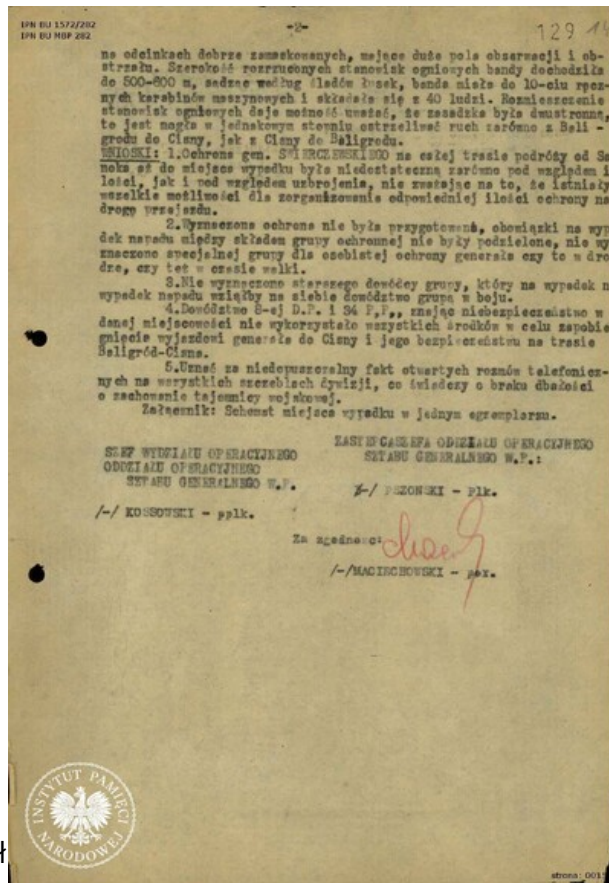 IPN BU 1572/202
IPN BU MBP 282
-2-
129 14
na odcinkach dobrze zamaskowanych, mające duże pola obserwacji i ob-
strzału. Szerokość rozrzuconych stanowisk ogniowych bandy dochodziła
do 500-600 m, sądząc według śladów łusek, banda miała do 10-ciu ręcz-
nych karabinów maszynowych i składała się z 40 ludzi. Rozmieszczenie
stanowisk ogniowych daje możność uważać, że zasadzka była dwustronna,
to jest mogła w jednakowym stopniu ostrzeliwać ruch zarówno z Bali -
grodu do Cisny, jak z Cisny do Baligrodu.
WNIOSKI: 1.Ochrona gen. ŚWIERCZEWSKIEGO na całej trasie podróży od Sa
noka aż do miejsca wypadku była niedostateczną zarówno pod względem i
lości, jak i pod względem uzbrojenia, nie zważając na to, że istniały
wszelkie możliwości dla zorganizowania odpowiedniej ilości ochrony na
drogę przejazdu.
2.Wyznaczona ochrona nie była przygotowana, obowiązki na wypa
dek napadu między składem grupy ochronnej nie były podzielone, nie wy
znaczono specjalnej grupy dla osobistej ochrony generała czy to w dro
dze, czy też w czasie walki.
3.Nie wyznaczono starszego dowódcy grupy, który na wypadek n
wypadek napadu wziąłby na siebie dowództwo grupą w boju.
4.Dowództwo 8-ej D.P. i 34 P.P., znając niebezpieczeństwo w
danej miejscowości nie wykorzystało wszystkich środków w celu zapobie
gnięcie wyjazdowi generała do Cisny i jego bezpieczeństwu na trasie
Baligród-Cisna.
5.Uznać za niedopuszczalny fakt otwartych rozmów telefonicz-
nych na wszystkich szczeblach dywizji, co świadczy o braku dbałości
o zachowanie tajemnicy wojskowej.
Załącznik: Schemat miejsca wypadku w jednym egzemplarzu.
SZEF WYDZIAŁU OPERACYJNEGO
ODDZIAŁU OPERACYJNEGO
SZTABU GENERALNEGO W.P.
/-/ KOSSOWSKI - ppłk.
ZASTĘPCA SZEFA ODDZIAŁU OPERACYJNEGO
SZTABU GENERALNEGO W.P.:
/-/ PSZONSKI - Płk.
Za zgodność:
/-/MACIECHOWSKI - por.
INSTYTUT PAMIĘCI
NARODOWEJ
ł
strona: 0015